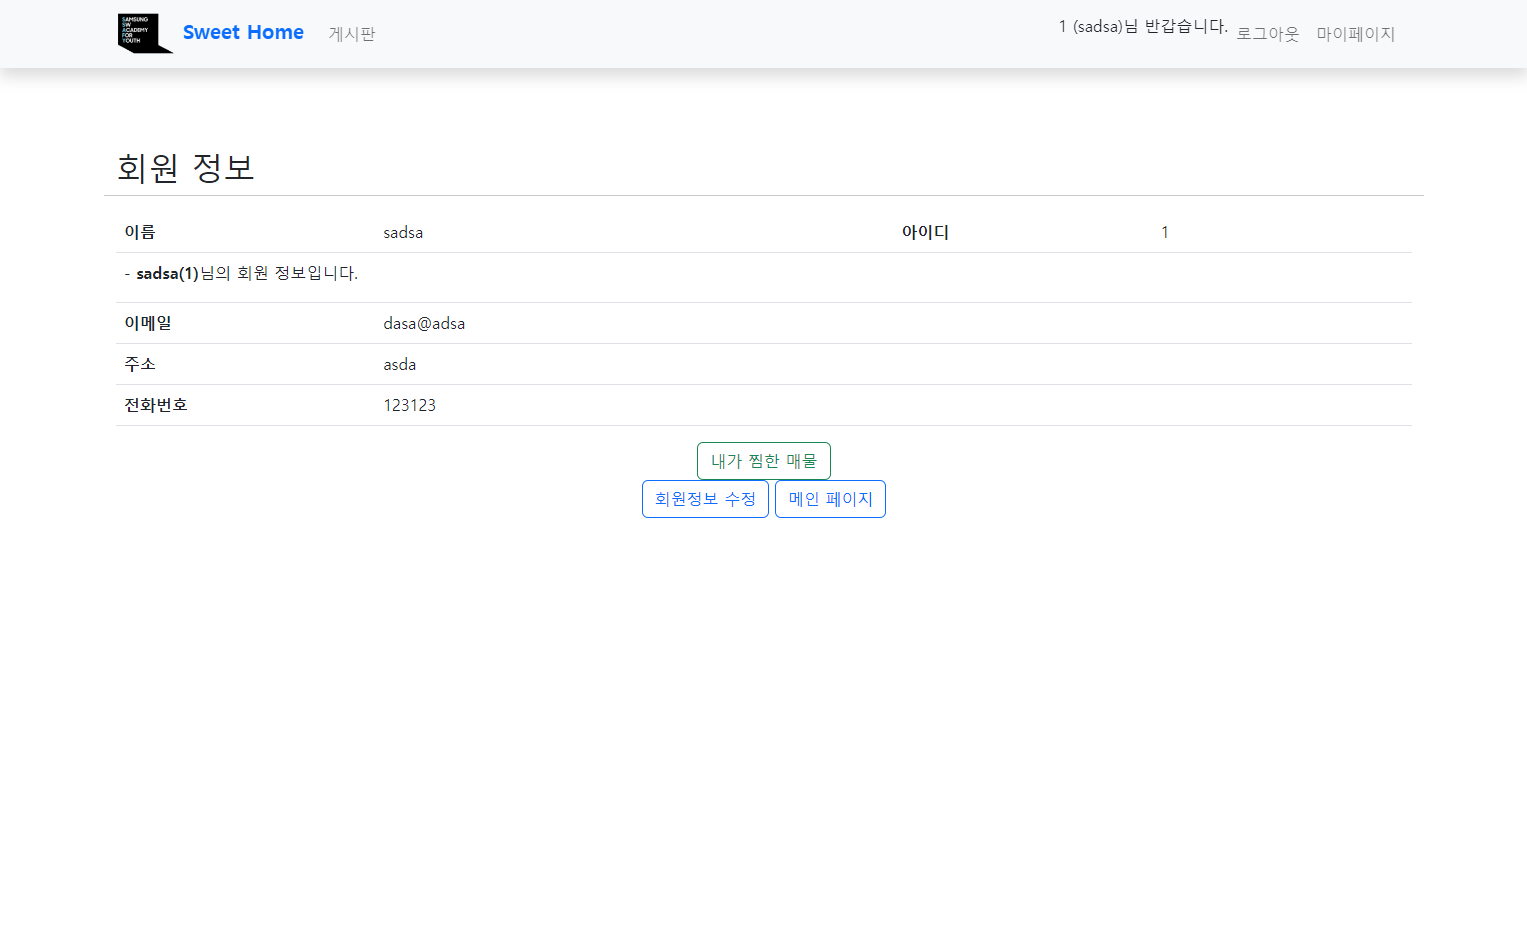 SAMSUNG
SW
ACADEMY
FOR
YOUTH
Sweet Home 게시판 1 (sadsa)님 반갑습니다. 로그아웃 마이페이지
회원 정보
이름 sadsa 아이디 1
- sadsa(1)님의 회원 정보입니다.
이메일 dasa@adsa
주소 asda
전화번호 123123
내가 찜한 매물
회원정보 수정 메인 페이지